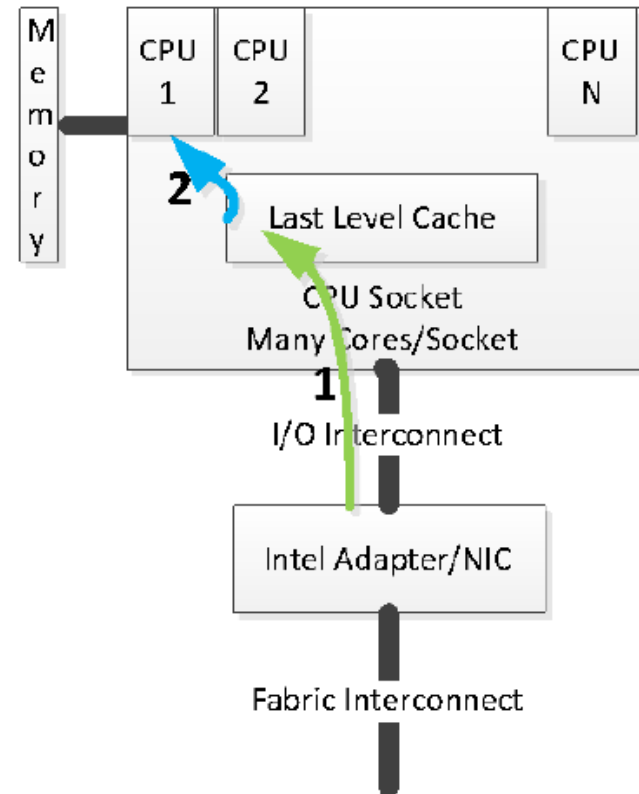 M
e
m
o
r
y
CPU
1
CPU
2
CPU
N
2
Last Level Cache
CPU Socket
Many Cores/Socket
1
I/O Interconnect
Intel Adapter/NIC
Fabric Interconnect